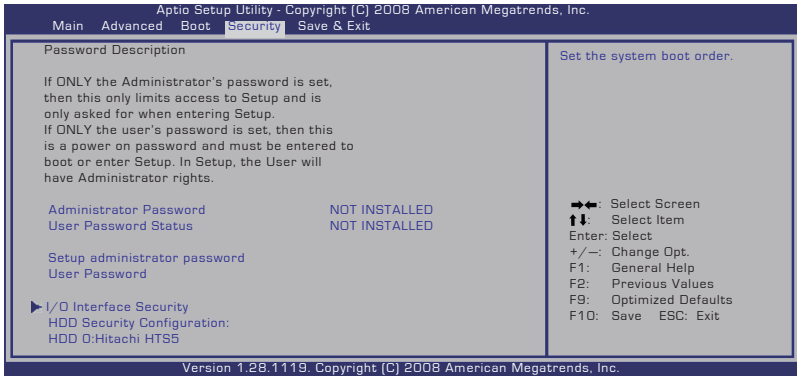 Aptio Setup Utility - Copyright (C) 2008 American Megatrends, Inc.
Main Advanced Boot Security Save & Exit
Password Description
If ONLY the Administrator's password is set,
then this only limits access to Setup and is
only asked for when entering Setup.
If ONLY the user's password is set, then this
is a power on password and must be entered to
boot or enter Setup. In Setup, the User will
have Administrator rights.
Administrator Password NOT INSTALLED
User Password Status NOT INSTALLED
Setup administrator password
User Password
I/O Interface Security
HDD Security Configuration:
HDD 0:Hitachi HTS5
Set the system boot order.
→←: Select Screen
↑↓: Select Item
Enter: Select
+/—: Change Opt.
F1: General Help
F2: Previous Values
F9: Optimized Defaults
F10: Save ESC: Exit
Version 1.28.1119. Copyright (C) 2008 American Megatrends, Inc.